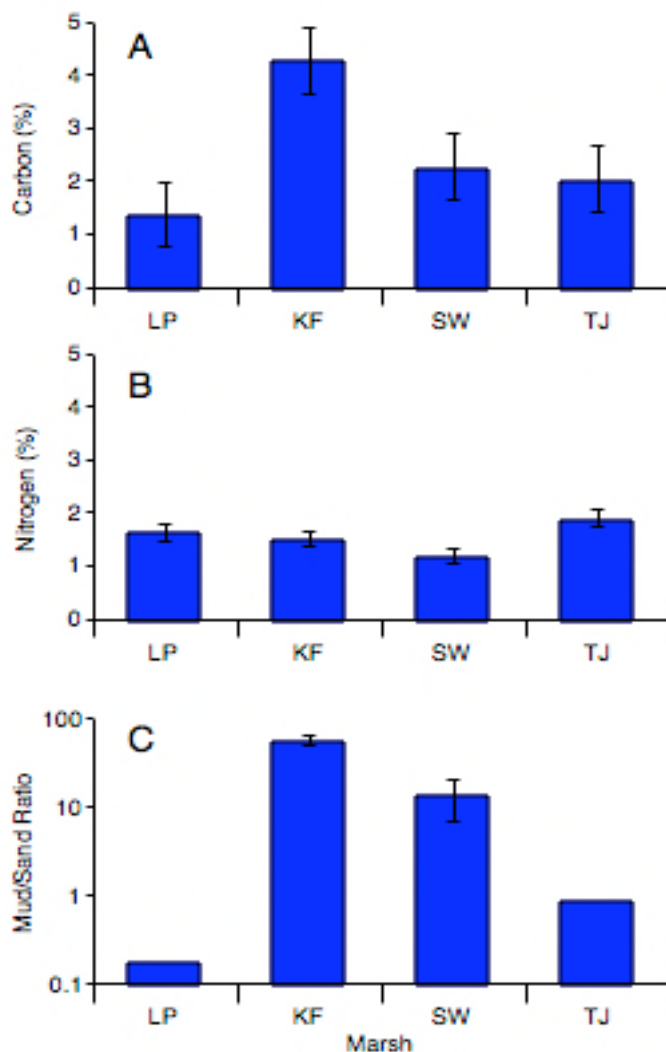 A
Carbon (%)
5
4
3
2
1
0
LP KF SW TJ
B
Nitrogen (%)
5
4
3
2
1
0
LP KF SW TJ
C
Mud/Sand Ratio
100
10
1
0.1
LP KF SW TJ
Marsh